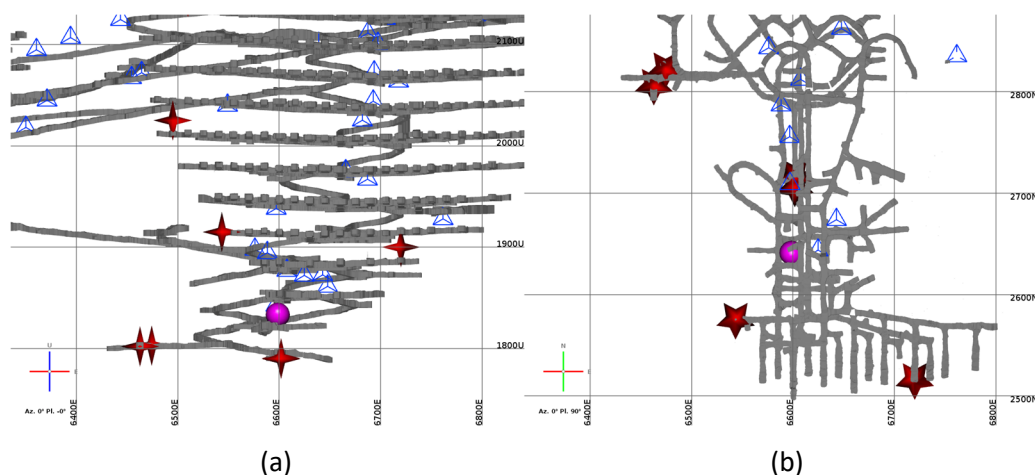 2100U
2000U
1900U
1800U
U
E
Az. 0° Pl. -0°
6400E
6500E
6600E
6700E
6800E
(a)
2800N
2700N
2600N
2500N
N
E
Az. 0° Pl. 90°
6400E
6500E
6600E
6700E
6800E
(b)